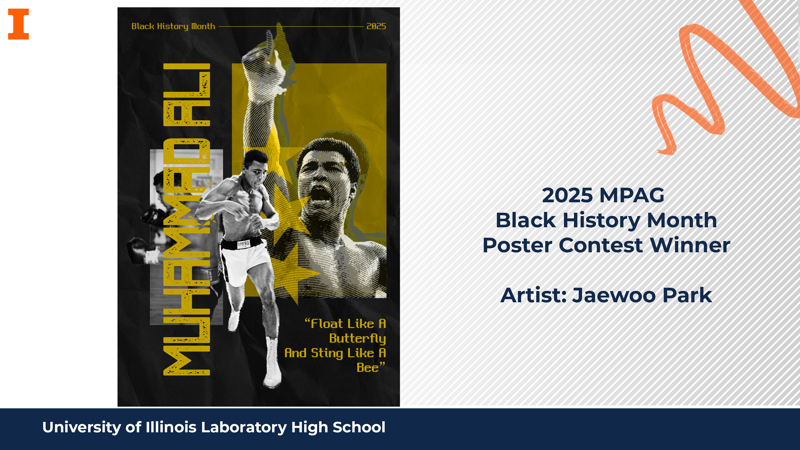 I
Black History Month
2025
MUHAMMAD ALI
“Float Like A
Butterfly
And Sting Like A
Bee”
2025 MPAG
Black History Month
Poster Contest Winner
Artist: Jaewoo Park
University of Illinois Laboratory High School